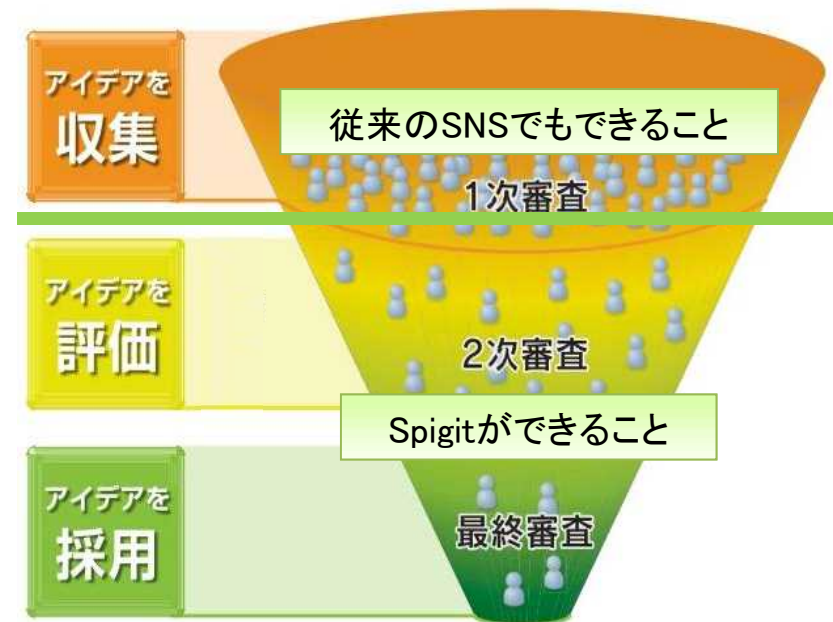 アイデアを
収集
従来のSNSでもできること
1次審査
アイデアを
評価
2次審査
Spigitができること
アイデアを
採用
最終審査